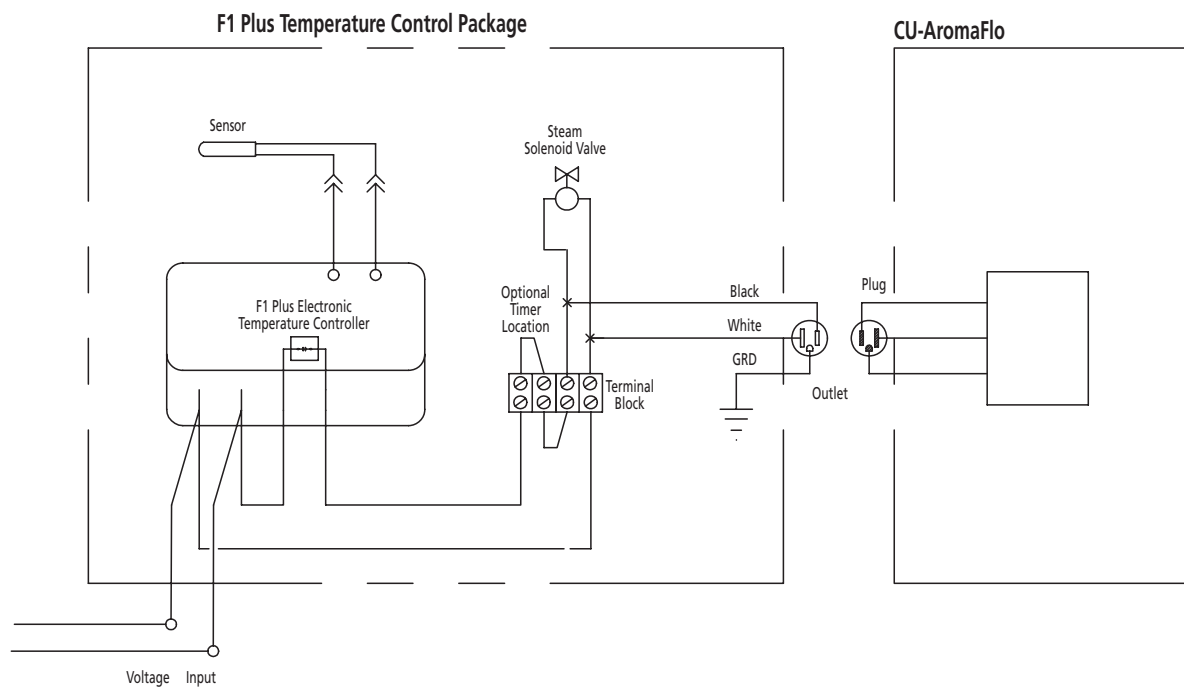 F1 Plus Temperature Control Package
CU-AromaFlo
Sensor
Steam
Solenoid Valve
F1 Plus Electronic
Temperature Controller
Optional
Timer
Location
Black
White
GRD
Plug
Outlet
Terminal
Block
Voltage Input